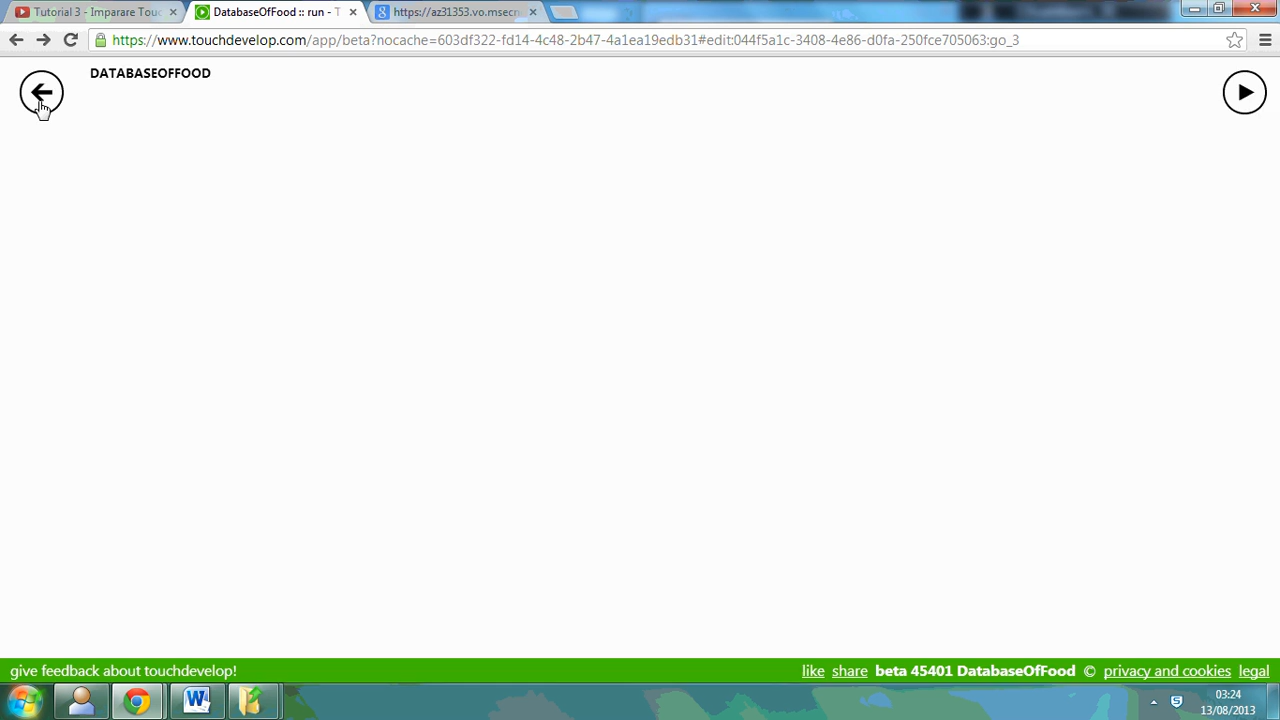 Tutorial 3 - Imparare Touc
DatabaseOfFood :: run - T
https://az31353.vo.msecn
https://www.touchdevelop.com/app/beta?nocache=603df322-fd14-4c48-2b47-4a1ea19edb31#edit:044f5a1c-3408-4e86-d0fa-250fce705063:go_3
DATABASEOFFOOD
give feedback about touchdevelop!
like share beta 45401 DatabaseOfFood © privacy and cookies legal
03:24
13/08/2013